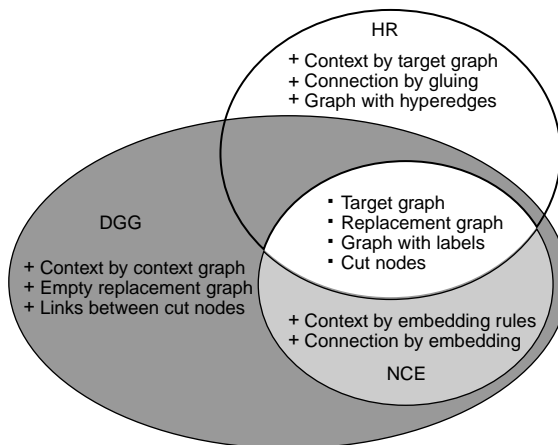 HR
+ Context by target graph
+ Connection by gluing
+ Graph with hyperedges
▪ Target graph
▪ Replacement graph
▪ Graph with labels
▪ Cut nodes
DGG
+ Context by context graph
+ Empty replacement graph
+ Links between cut nodes
+ Context by embedding rules
+ Connection by embedding
NCE